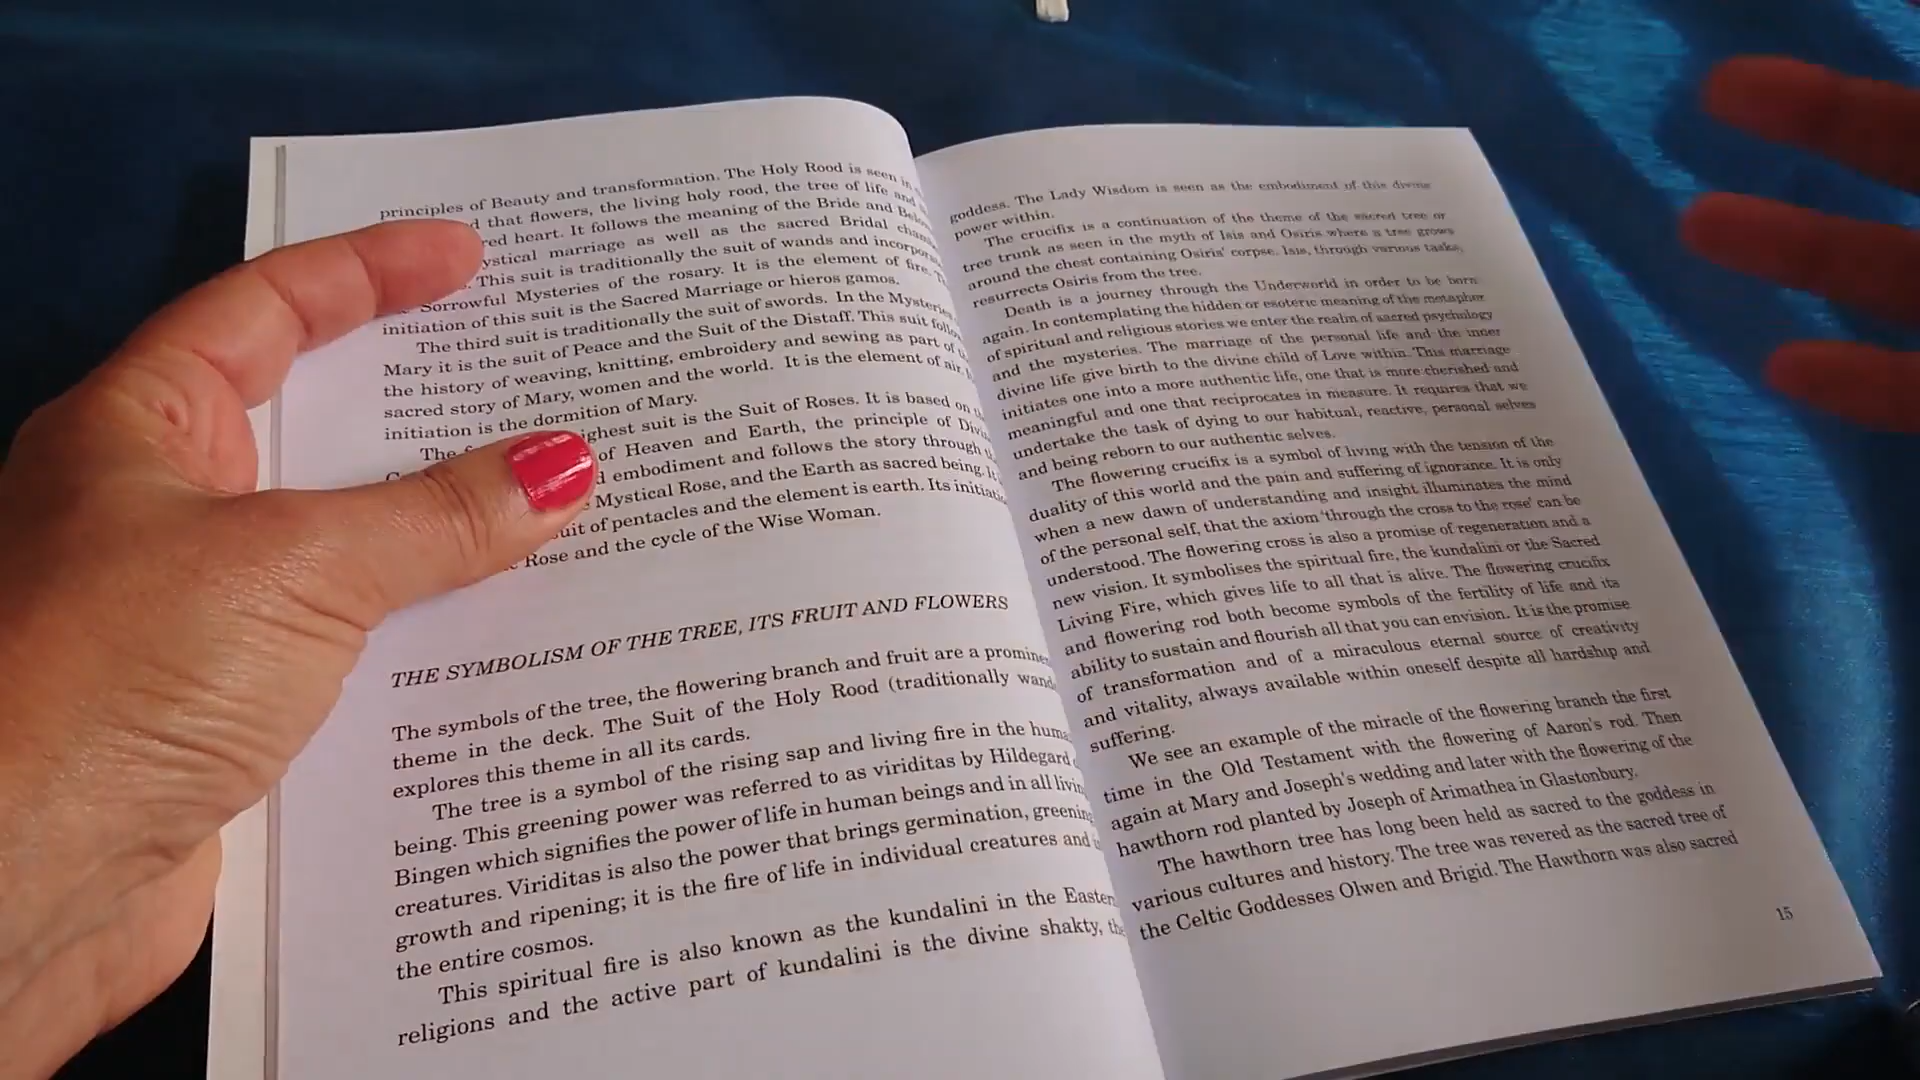 principles of Beauty and transformation. The Holy Rood is seen in
that flowers, the living holy rood, the tree of life and
heart. It follows the meaning of the Bride and
marriage as well as the sacred Bridal
This suit is traditionally the suit of wands and
Sorrowful Mysteries of the rosary. It is the element of fire.
initiation of this suit is the Sacred Marriage or hieros gamos.
The third suit is traditionally the suit of swords. In the
Mary it is the suit of Peace and the Suit of the Distaff. This suit
the history of weaving, knitting, embroidery and sewing as part of
sacred story of Mary, women and the world. It is the element of air.
initiation is the dormition of Mary.
The suit is the Suit of Roses. It is based on
of Heaven and Earth, the principle of
embodiment and follows the story through
Mystical Rose, and the Earth as sacred being.
of pentacles and the element is earth. Its
Rose and the cycle of the Wise Woman.
THE SYMBOLISM OF THE TREE, ITS FRUIT AND FLOWERS
The symbols of the tree, the flowering branch and fruit are a
theme in the deck. The Suit of the Holy Rood (traditionally
explores this theme in all its cards.
The tree is a symbol of the rising sap and living fire in the
being. This greening power was referred to as viriditas by Hildegard
Bingen which signifies the power of life in human beings and in all
creatures. Viriditas is also the power that brings germination, greening
growth and ripening; it is the fire of life in individual creatures and
the entire cosmos.
This spiritual fire is also known as the kundalini in the Eastern
religions and the active part of kundalini is the divine shakty,
goddess. The Lady Wisdom is seen as the embodiment of this divine
power within.
The crucifix is a continuation of the theme of the sacred tree or
tree trunk as seen in the myth of Isis and Osiris where a tree grows
around the chest containing Osiris' corpse. Isis, through various tasks,
resurrects Osiris from the tree.
Death is a journey through the Underworld in order to be born
again. In contemplating the hidden or esoteric meaning of the metaphor
of spiritual and religious stories we enter the realm of sacred psychology
and the mysteries. The marriage of the personal life and the inner
divine life give birth to the divine child of Love within. This marriage
initiates one into a more authentic life, one that is more cherished and
meaningful and one that reciprocates in measure. It requires that we
undertake the task of dying to our habitual, reactive, personal selves
and being reborn to our authentic selves.
The flowering crucifix is a symbol of living with the tension of the
duality of this world and the pain and suffering of ignorance. It is only
when a new dawn of understanding and insight illuminates the mind
of the personal self, that the axiom 'through the cross to the rose' can be
understood. The flowering cross is also a promise of regeneration and a
new vision. It symbolises the spiritual fire, the kundalini or the Sacred
Living Fire, which gives life to all that is alive. The flowering crucifix
and flowering rod both become symbols of the fertility of life and its
ability to sustain and flourish all that you can envision. It is the promise
of transformation and of a miraculous eternal source of creativity
and vitality, always available within oneself despite all hardship and
suffering.
We see an example of the miracle of the flowering branch the first
time in the Old Testament with the flowering of Aaron's rod. Then
again at Mary and Joseph's wedding and later with the flowering of the
hawthorn rod planted by Joseph of Arimathea in Glastonbury.
The hawthorn tree has long been held as sacred to the goddess in
various cultures and history. The tree was revered as the sacred tree of
the Celtic Goddesses Olwen and Brigid. The Hawthorn was also sacred
15